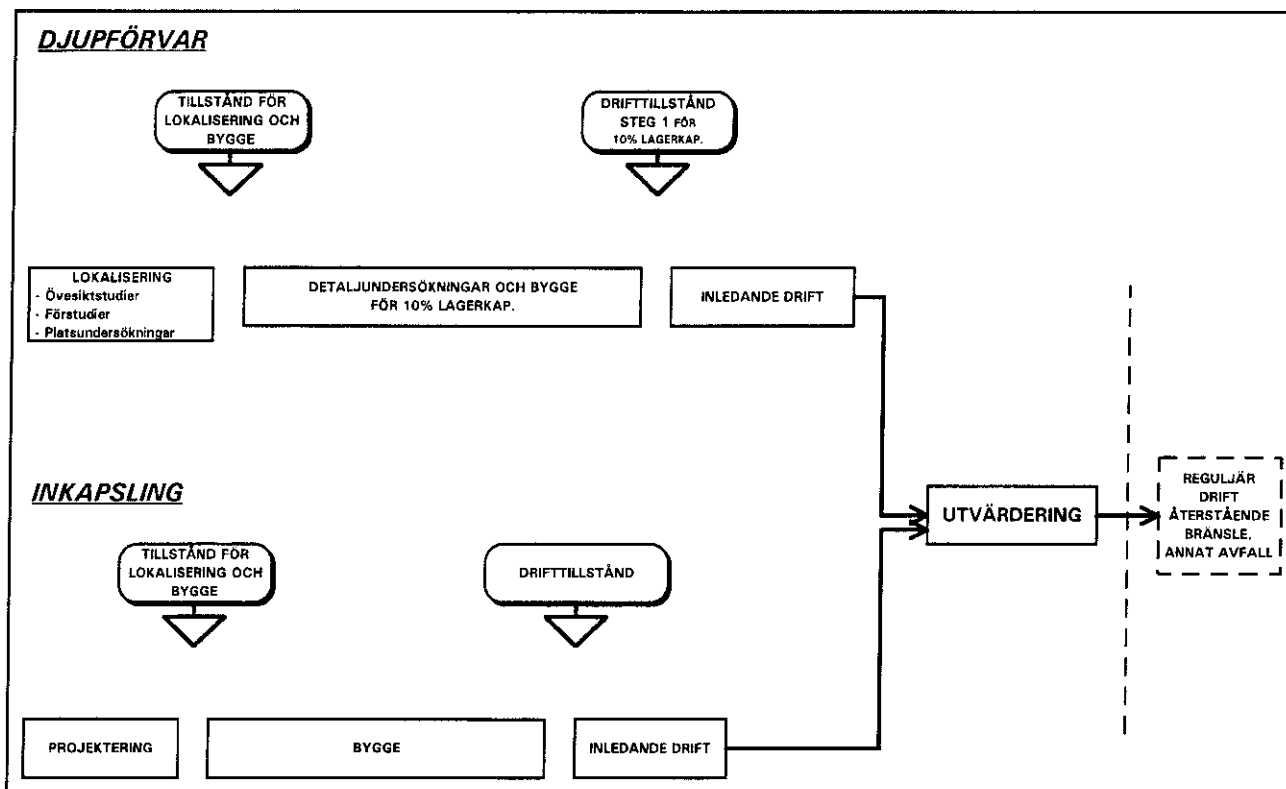 DJUPFÖRVAR
TILLSTÅND FÖR
LOKALISERING OCH
BYGGE
DRIFTTILLSTÅND
STEG 1 FÖR
10% LAGERKAP.
LOKALISERING
- Övesiktstudier
- Förstudier
- Platsundersökningar
DETALJUNDERSÖKNINGAR OCH BYGGE
FÖR 10% LAGERKAP.
INLEDANDE DRIFT
INKAPSLING
TILLSTÅND FÖR
LOKALISERING OCH
BYGGE
DRIFTTILLSTÅND
UTVÄRDERING
REGULJÄR
DRIFT
ÅTERSTÅENDE
BRÄNSLE,
ANNAT AVFALL
PROJEKTERING
BYGGE
INLEDANDE DRIFT